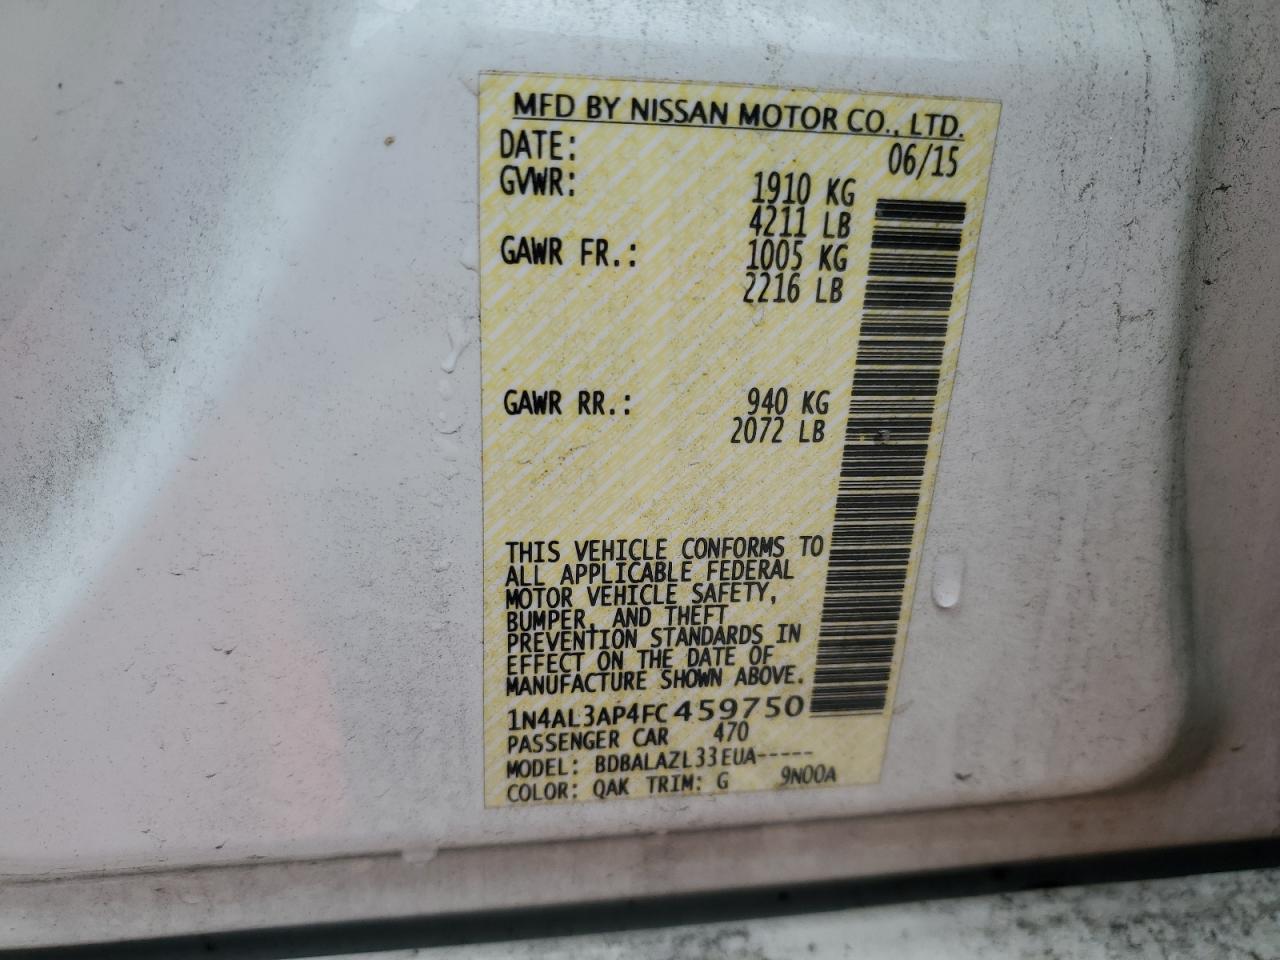 MFD BY NISSAN MOTOR CO., LTD.
DATE: 06/15
GVWR: 1910 KG
4211 LB
GAWR FR.: 1005 KG
2216 LB
GAWR RR.: 940 KG
2072 LB
THIS VEHICLE CONFORMS TO
ALL APPLICABLE FEDERAL
MOTOR VEHICLE SAFETY,
BUMPER, AND THEFT
PREVENTION STANDARDS IN
EFFECT ON THE DATE OF
MANUFACTURE SHOWN ABOVE.
1N4AL3AP4FC459750
PASSENGER CAR 470
MODEL: BDBALAZL33EUA-----
COLOR: QAK TRIM: G 9N00A